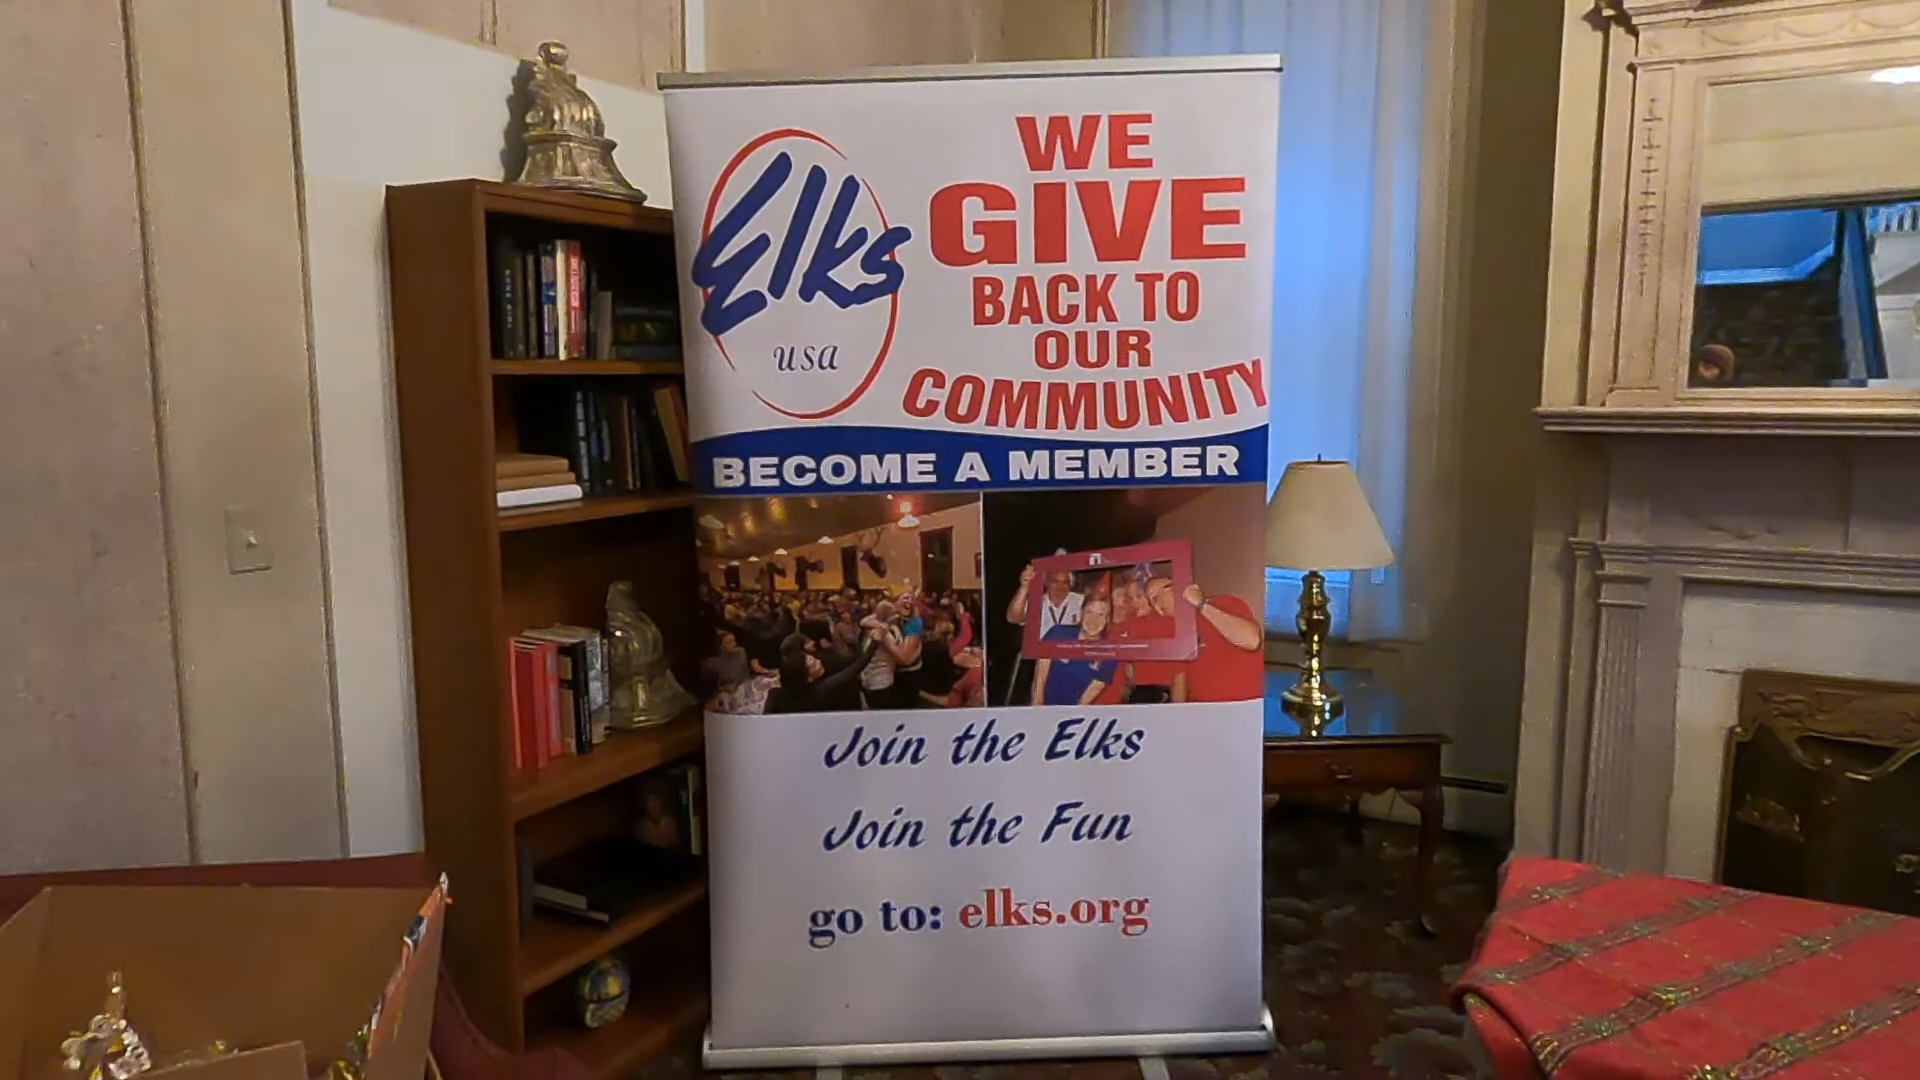 Elks
usa
WE
GIVE
BACK TO
OUR
COMMUNITY
BECOME A MEMBER
Join the Elks
Join the Fun
go to: elks.org